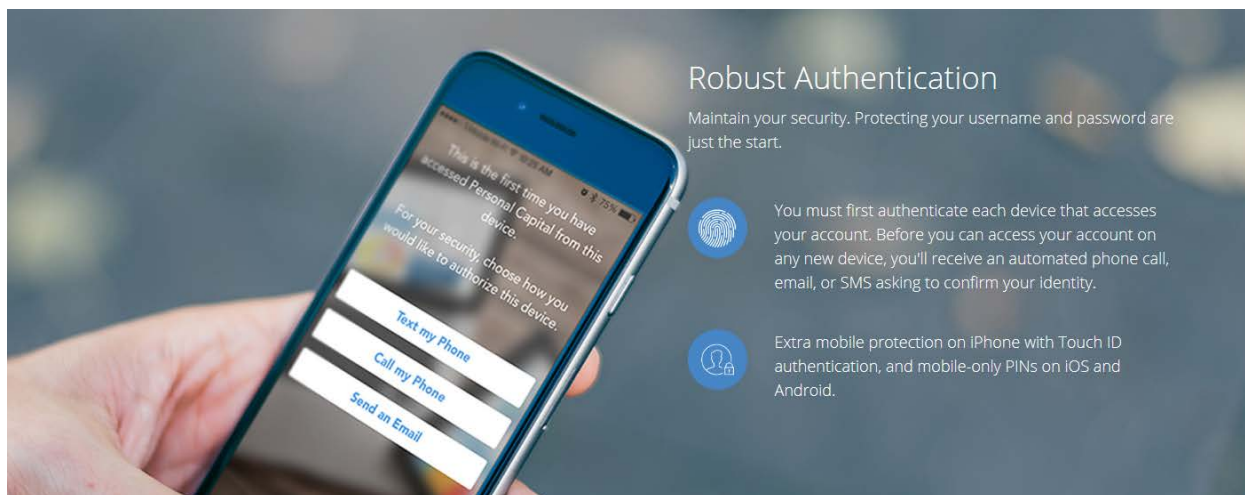 Robust Authentication
Maintain your security. Protecting your username and password are
just the start.
You must first authenticate each device that accesses
your account. Before you can access your account on
any new device, you'll receive an automated phone call,
email, or SMS asking to confirm your identity.
Extra mobile protection on iPhone with Touch ID
authentication, and mobile-only PINs on iOS and
Android.
10:25 AM
75%
This is the first time you have
accessed Personal Capital from this
device.
For your security, choose how you
would like to authorize this device.
Text my Phone
Call my Phone
Send an Email